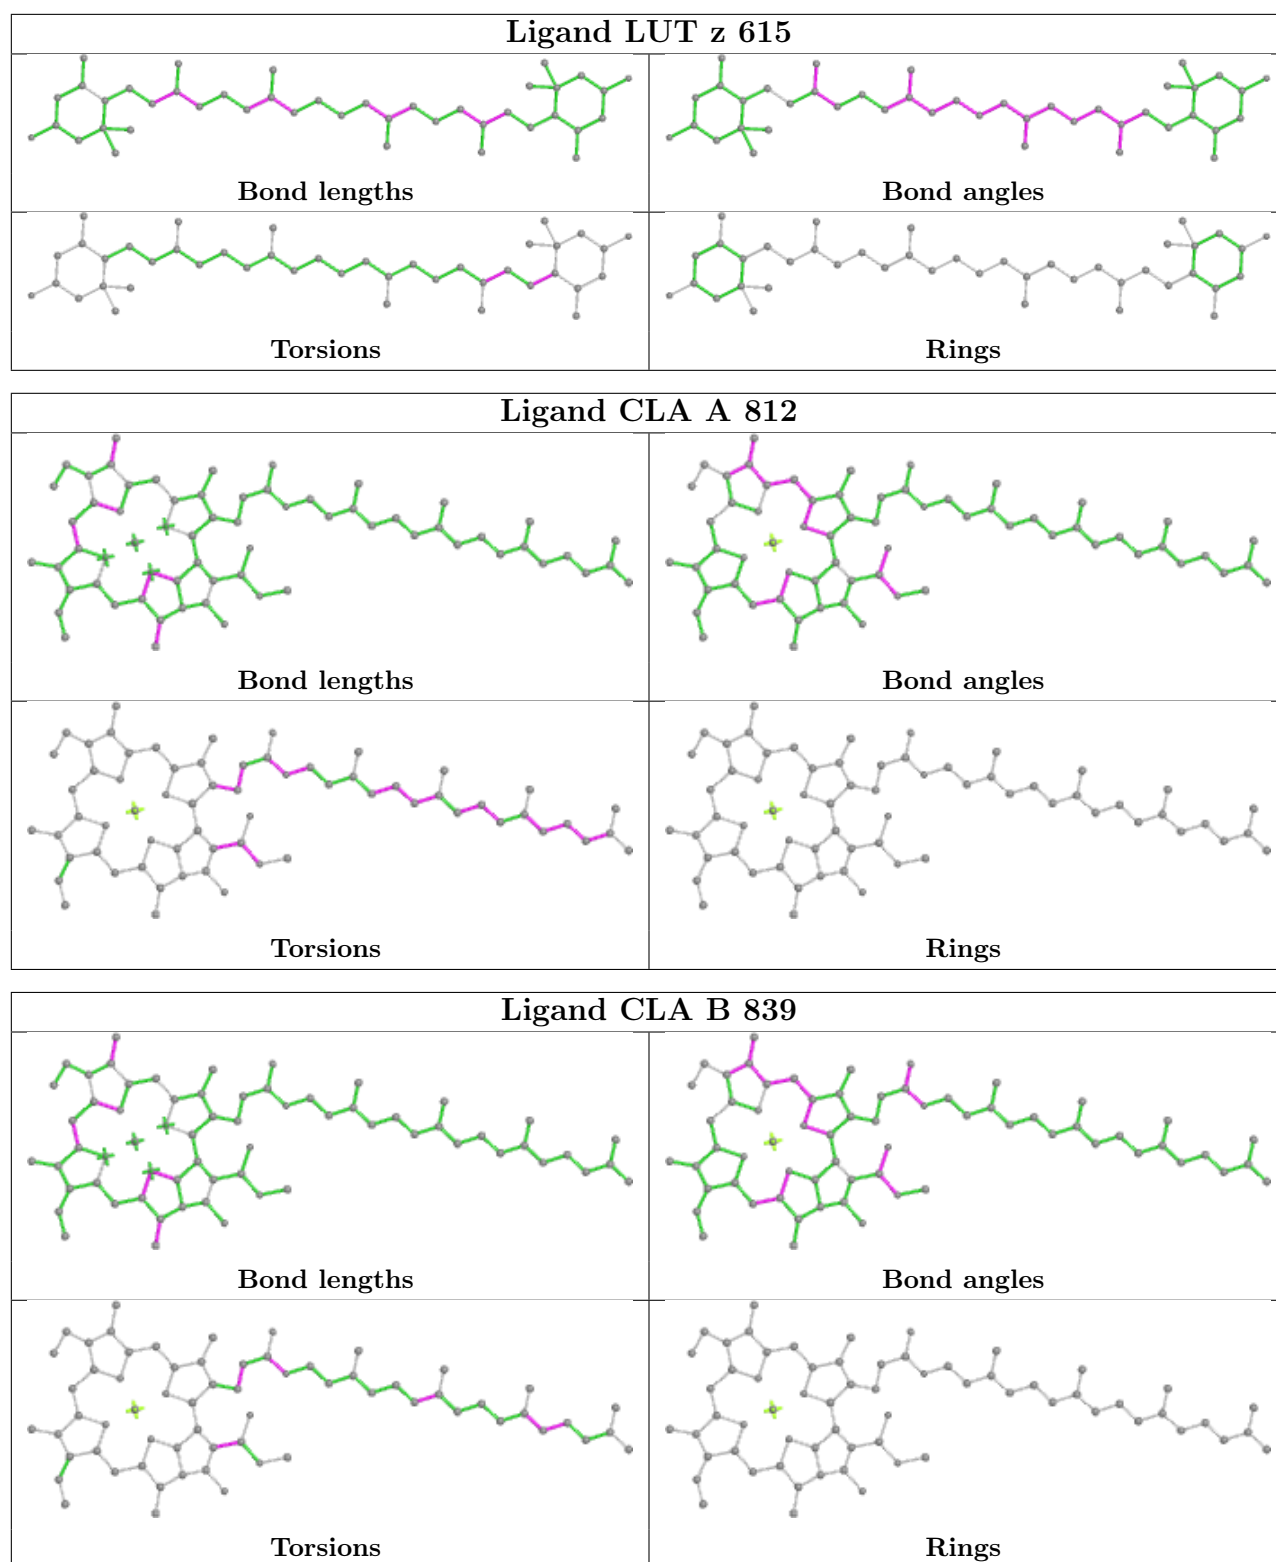 Ligand LUT z 615
Bond lengths
Bond angles
Torsions
Rings
Ligand CLA A 812
Bond lengths
Bond angles
Torsions
Rings
Ligand CLA B 839
Bond lengths
Bond angles
Torsions
Rings